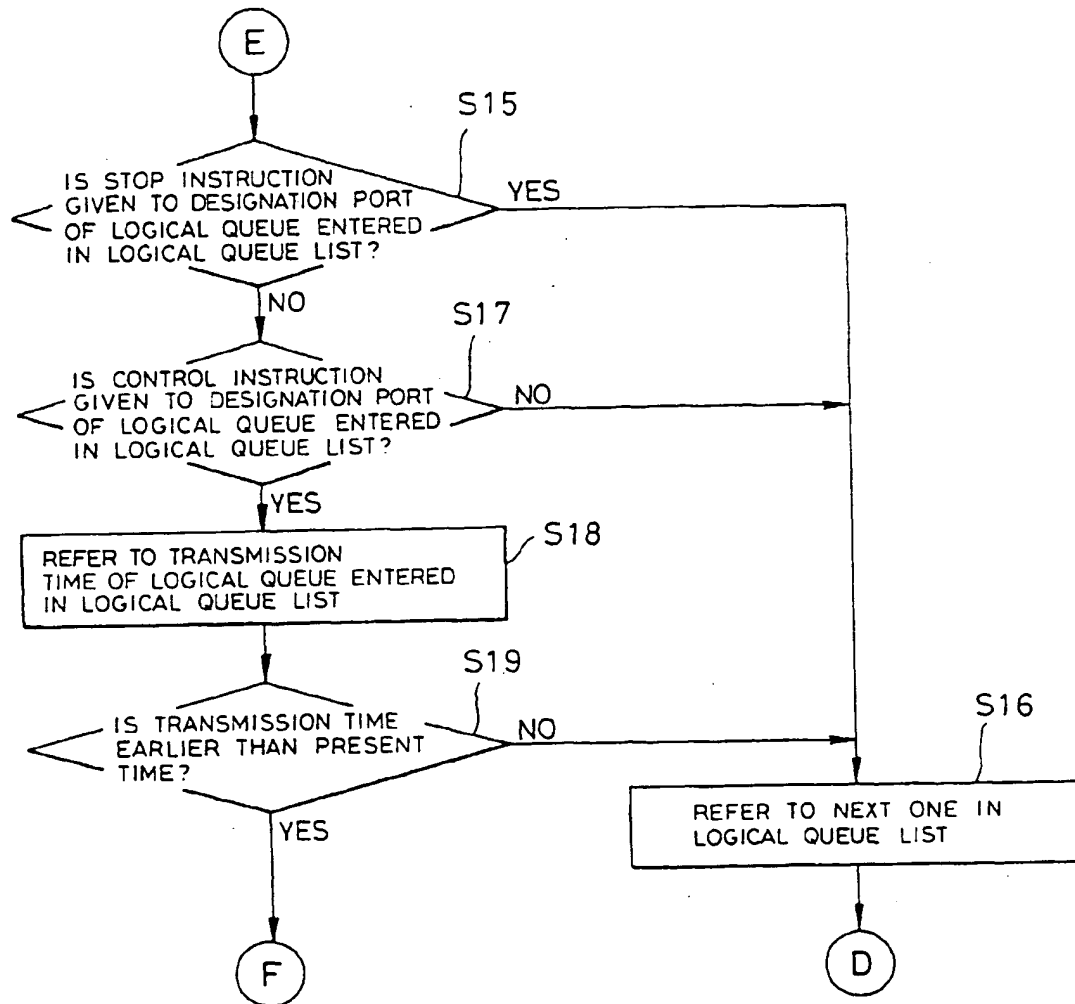 E
S15
IS STOP INSTRUCTION
GIVEN TO DESIGNATION PORT
OF LOGICAL QUEUE ENTERED
IN LOGICAL QUEUE LIST?
YES
NO
S17
IS CONTROL INSTRUCTION
GIVEN TO DESIGNATION PORT
OF LOGICAL QUEUE ENTERED
IN LOGICAL QUEUE LIST?
NO
YES
S18
REFER TO TRANSMISSION
TIME OF LOGICAL QUEUE ENTERED
IN LOGICAL QUEUE LIST
S19
IS TRANSMISSION TIME
EARLIER THAN PRESENT
TIME?
NO
YES
S16
REFER TO NEXT ONE IN
LOGICAL QUEUE LIST
F
D